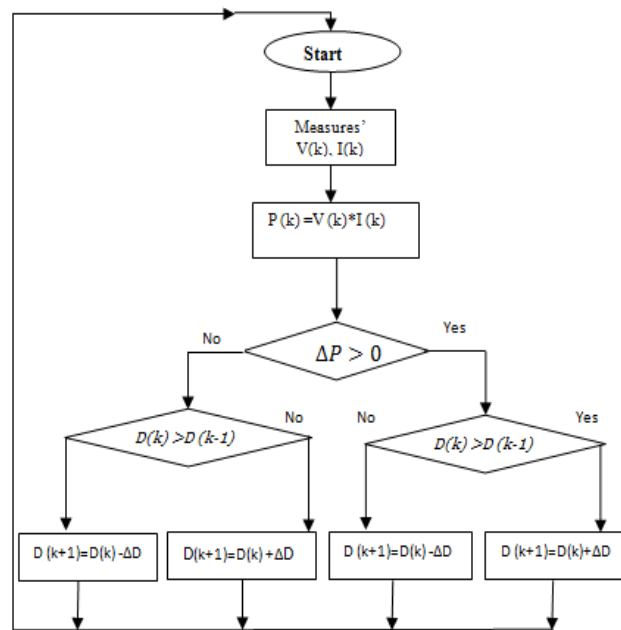 Start
Measures’
V(k), I(k)
P (k) =V (k)*I (k)
No
Yes
ΔP > 0
No
No
Yes
D(k) >D (k-1)
D(k) >D (k-1)
D (k+1)=D(k) -ΔD
D(k+1)=D(k) +ΔD
D (k+1)=D(k) -ΔD
D (k+1)=D(k)+ΔD